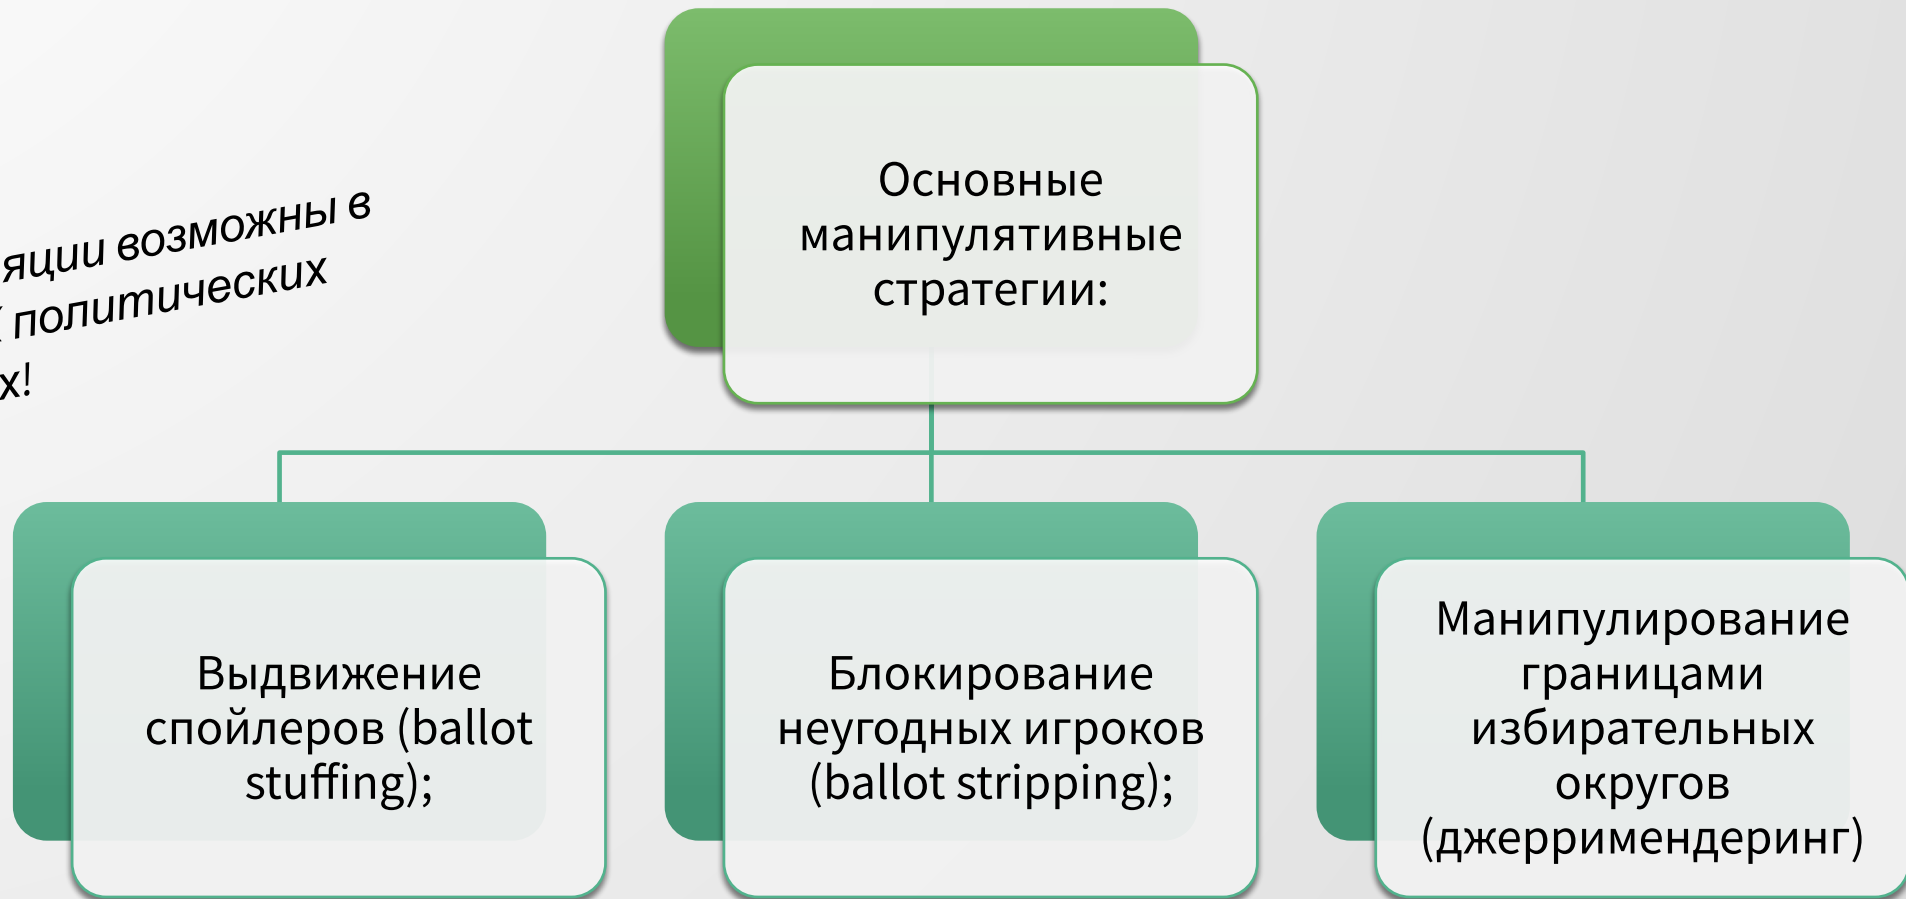 Основные
манипулятивные
стратегии:
возможны в
политических
Выдвижение
спойлеров (ballot
stuffing);
Блокирование
неугодных игроков
(ballot stripping);
Манипулирование
границами
избирательных
округов
(джерримендеринг)